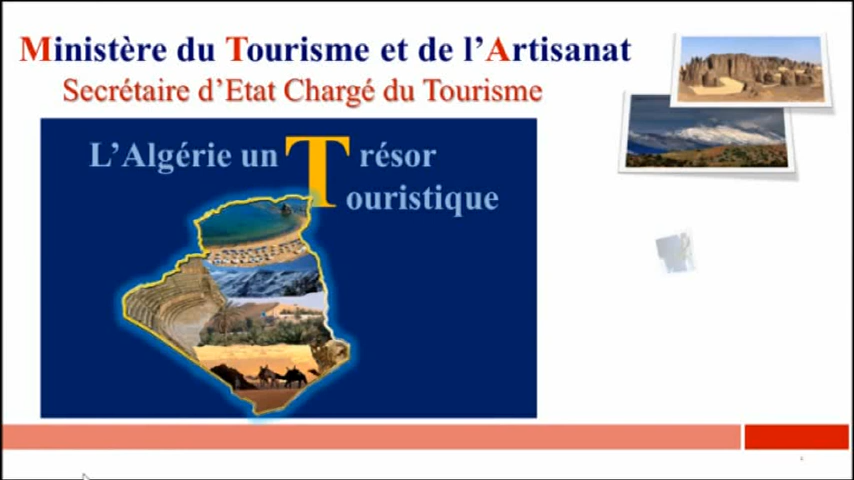 Ministère du Tourisme et de l'Artisanat
Secrétaire d'Etat Chargé du Tourisme
L'Algérie un Trésor
Touristique